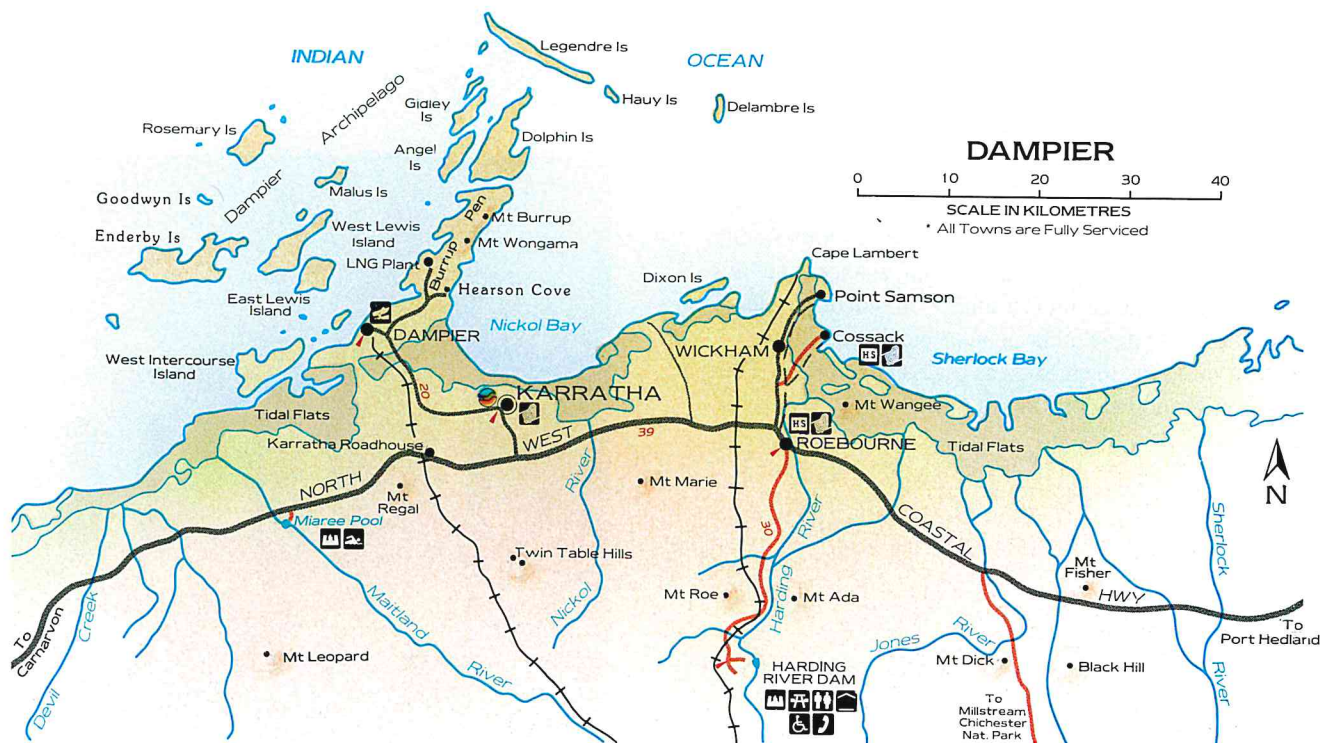 INDIAN
OCEAN
Legendre Is
Hauy Is
Delambre Is
Archipelago
Gidley
Is
Rosemary Is
Dolphin Is
Angel
Is
DAMPIER
0 10 20 30 40
SCALE IN KILOMETRES
* All Towns are Fully Serviced
Goodwyn Is
Dampier
Malus Is
Enderby Is
West Lewis
Island
LNG Plant
Burrup Pen
Mt Burrup
Mt Wongama
Hearson Cove
East Lewis
Island
Cape Lambert
Dixon Is
Point Samson
DAMPIER
Nickol Bay
WICKHAM
Cossack
HS
Sherlock Bay
West Intercourse
Island
20
KARRATHA
Mt Wangee
Tidal Flats
Karratha Roadhouse
NORTH
WEST
39
HS
ROEBOURNE
Tidal Flats
N
Mt
Regal
River
Mt Marie
Miaree Pool
30
River
COASTAL
Sherlock
Twin Table Hills
Mt
Fisher
HWY
Nickol
Mt Roe
Harding
Mt Ada
To
Carnarvon
Creek
Maitland
Jones
River
To
Port Hedland
Mt Leopard
HARDING
RIVER DAM
Mt Dick
Black Hill
Devil
River
River
To
Millstream
Chichester
Nat. Park